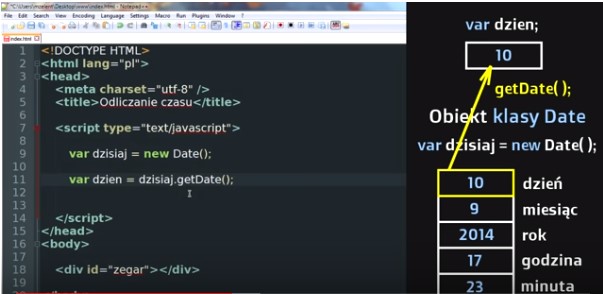 *C:\Users\mzelent\Desktop\www\index.html - Notepad++
File Edit Search View Encoding Language Settings Macro Run Plugins Window ?
index.html
1 <!DOCTYPE HTML>
2 <html lang="pl">
3 <head>
4 <meta charset="utf-8" />
5 <title>Odliczanie czasu</title>
6
7 <script type="text/javascript">
8
9 var dzisiaj = new Date();
10
11 var dzien = dzisiaj.getDate();
12
13
14 </script>
15 </head>
16 <body>
17
18 <div id="zegar"></div>
19
var dzien;
10
getDate( );
Obiekt klasy Date
var dzisiaj = new Date( );
10 dzień
9 miesiąc
2014 rok
17 godzina
23 minuta